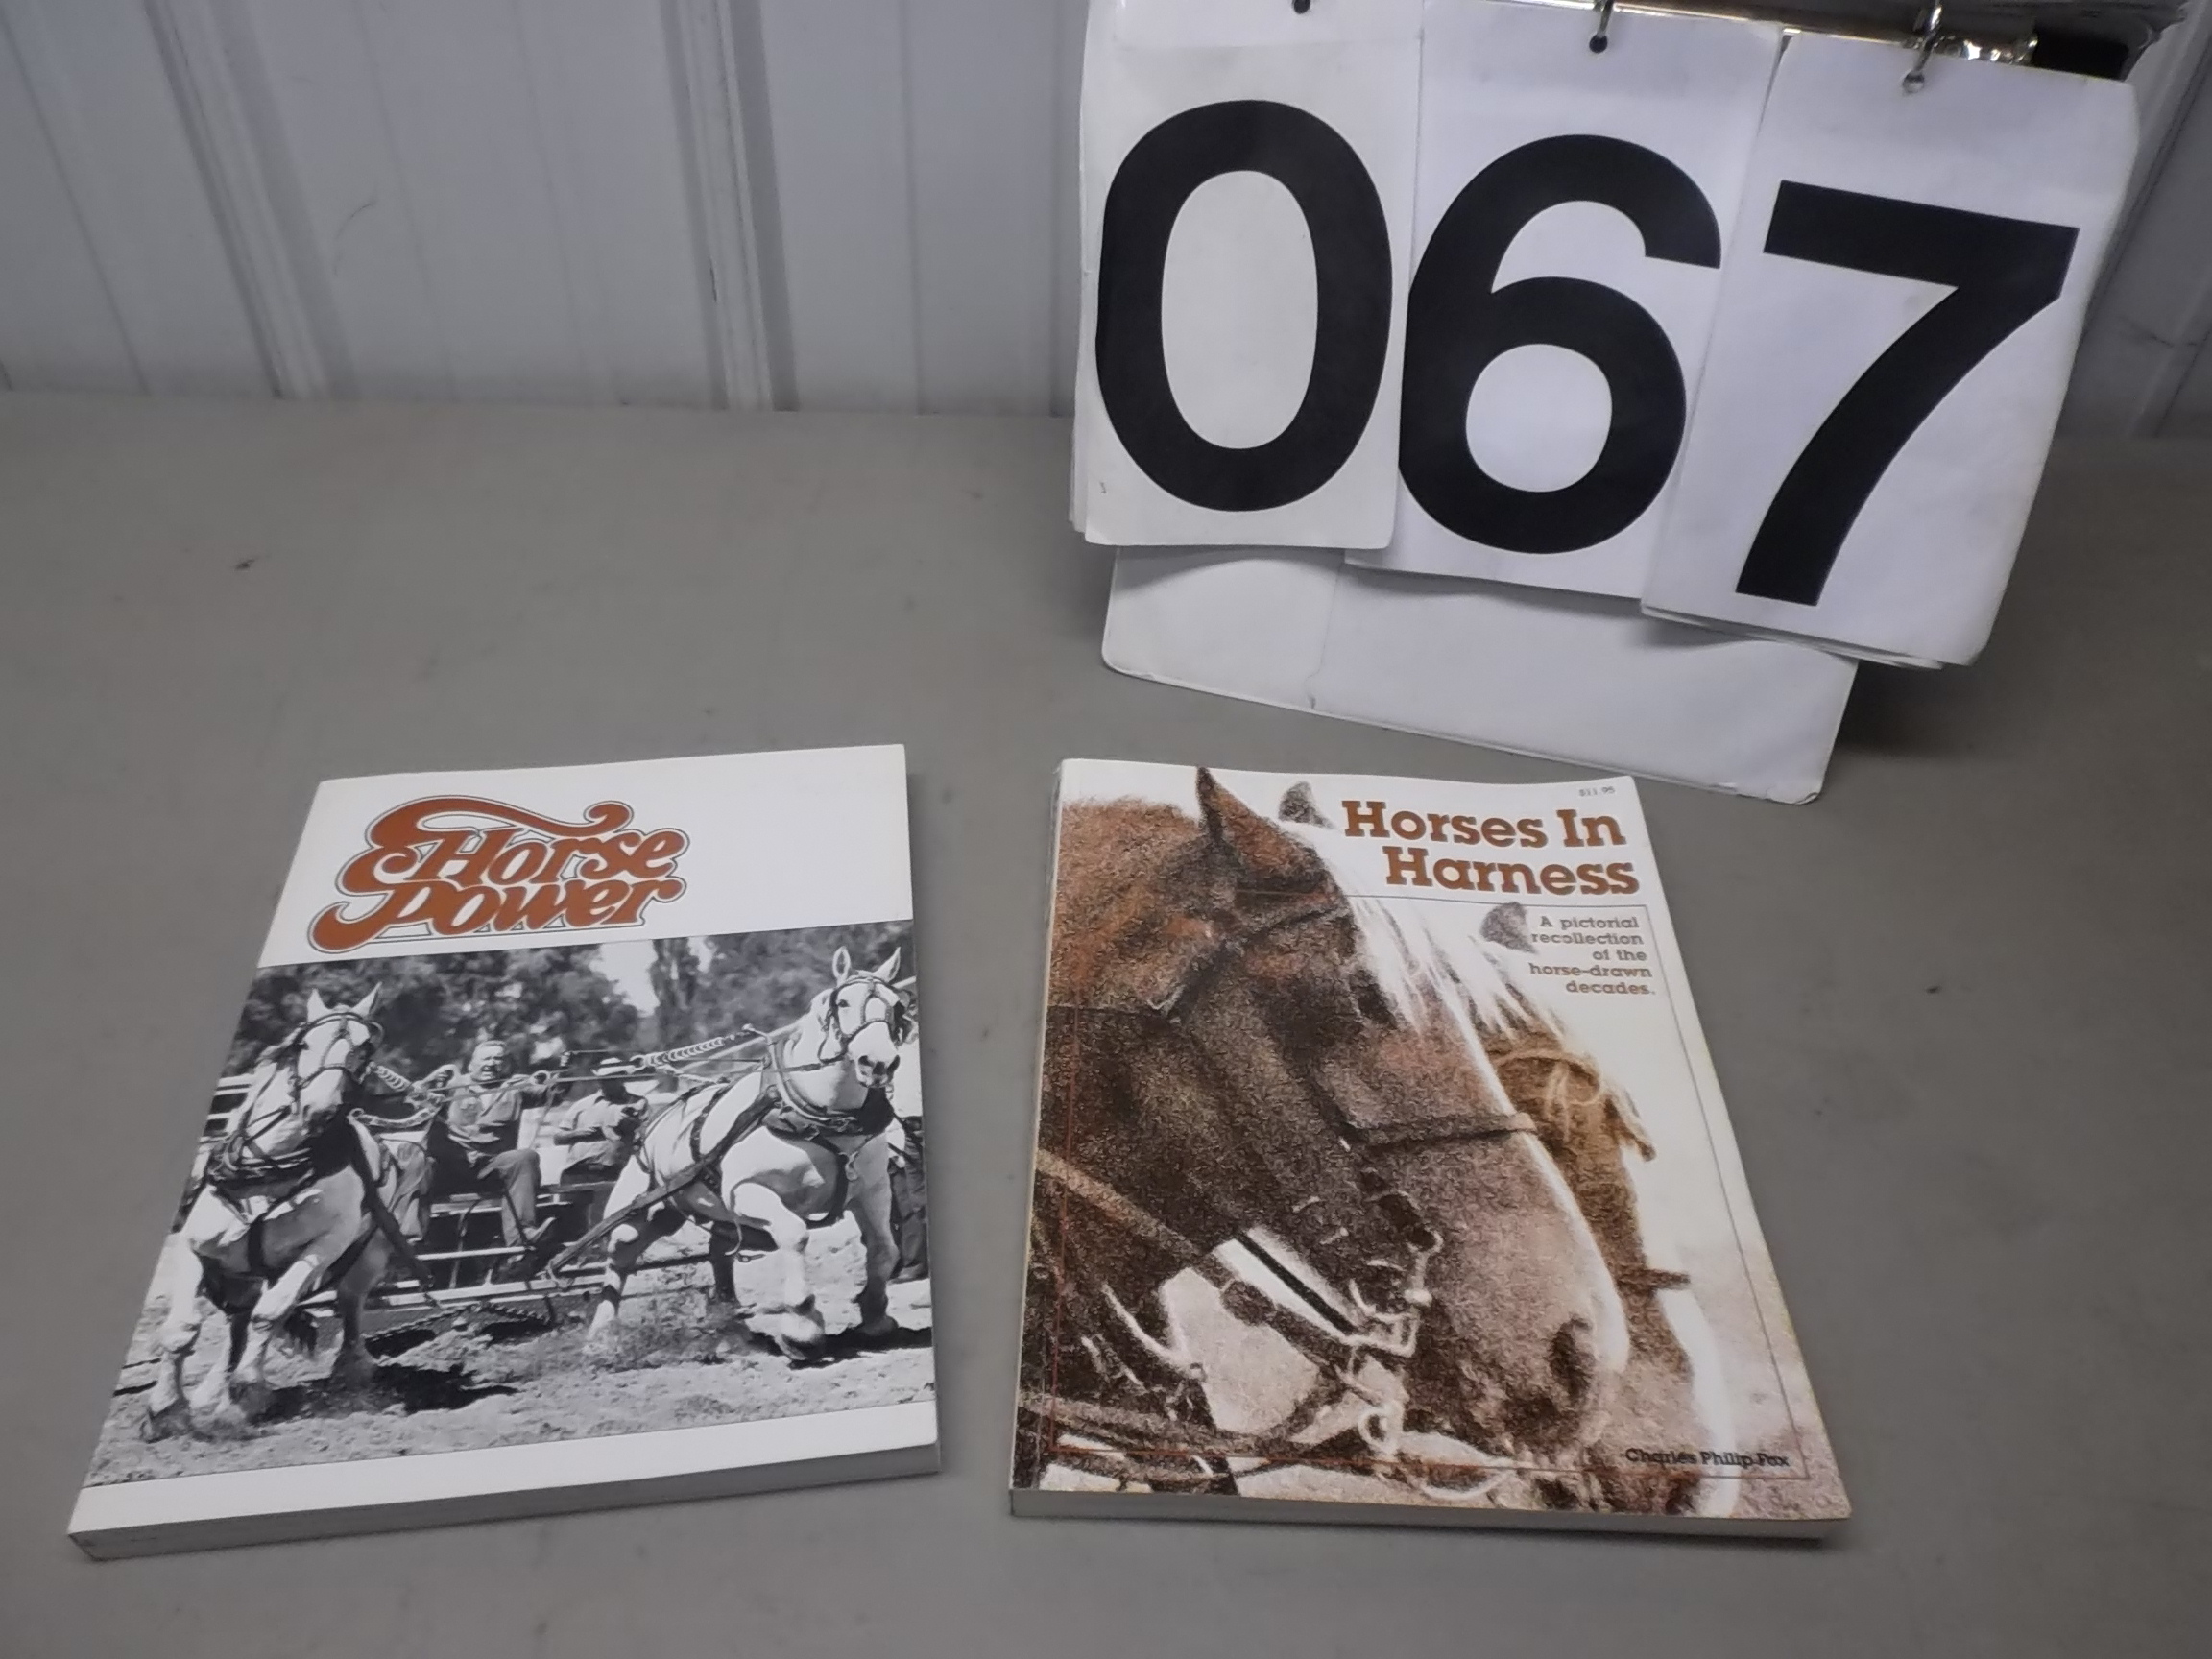 067
Horse
Power
$11.95
Horses In
Harness
A pictorial
recollection
of the
horse-drawn
decades.
Charles Philip Fox